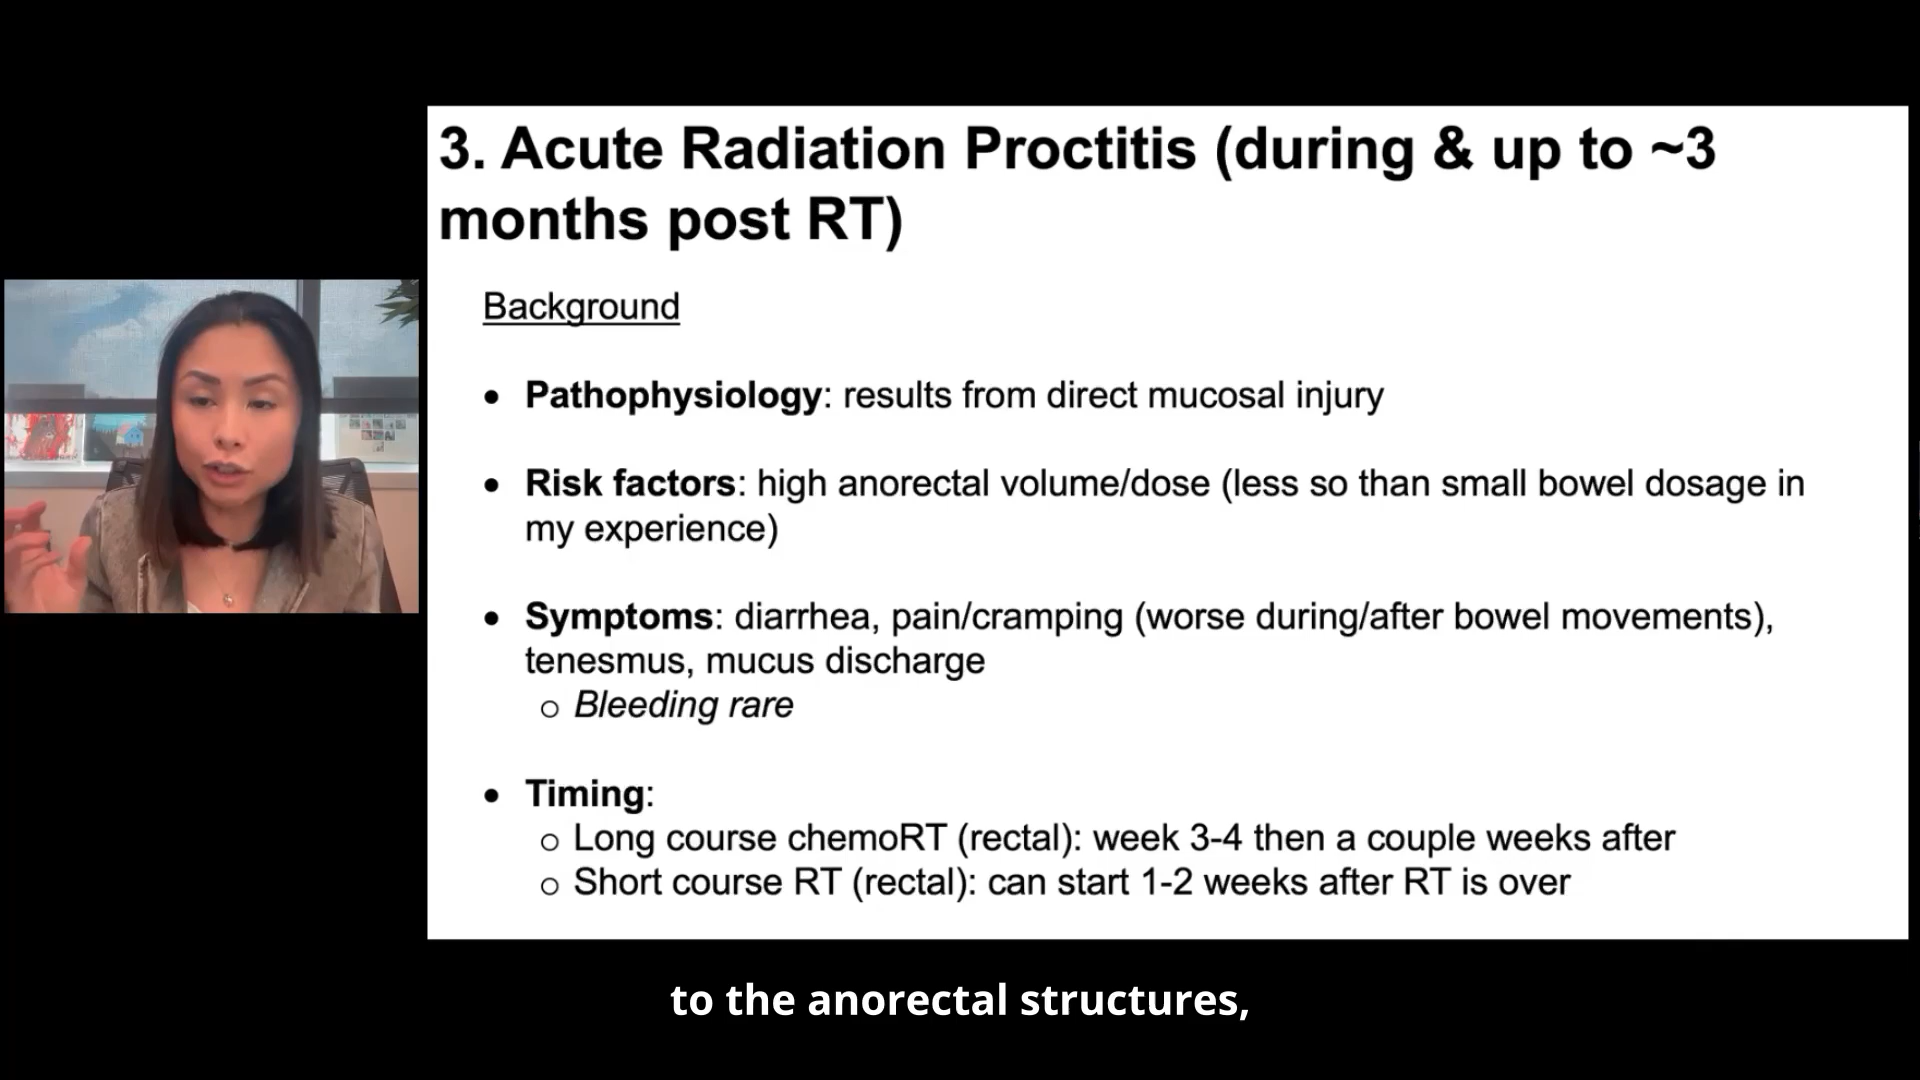 3. Acute Radiation Proctitis (during & up to ~3
months post RT)
Background
• Pathophysiology: results from direct mucosal injury
• Risk factors: high anorectal volume/dose (less so than small bowel dosage in
my experience)
• Symptoms: diarrhea, pain/cramping (worse during/after bowel movements),
tenesmus, mucus discharge
○ Bleeding rare
• Timing:
○ Long course chemoRT (rectal): week 3-4 then a couple weeks after
○ Short course RT (rectal): can start 1-2 weeks after RT is over
to the anorectal structures,